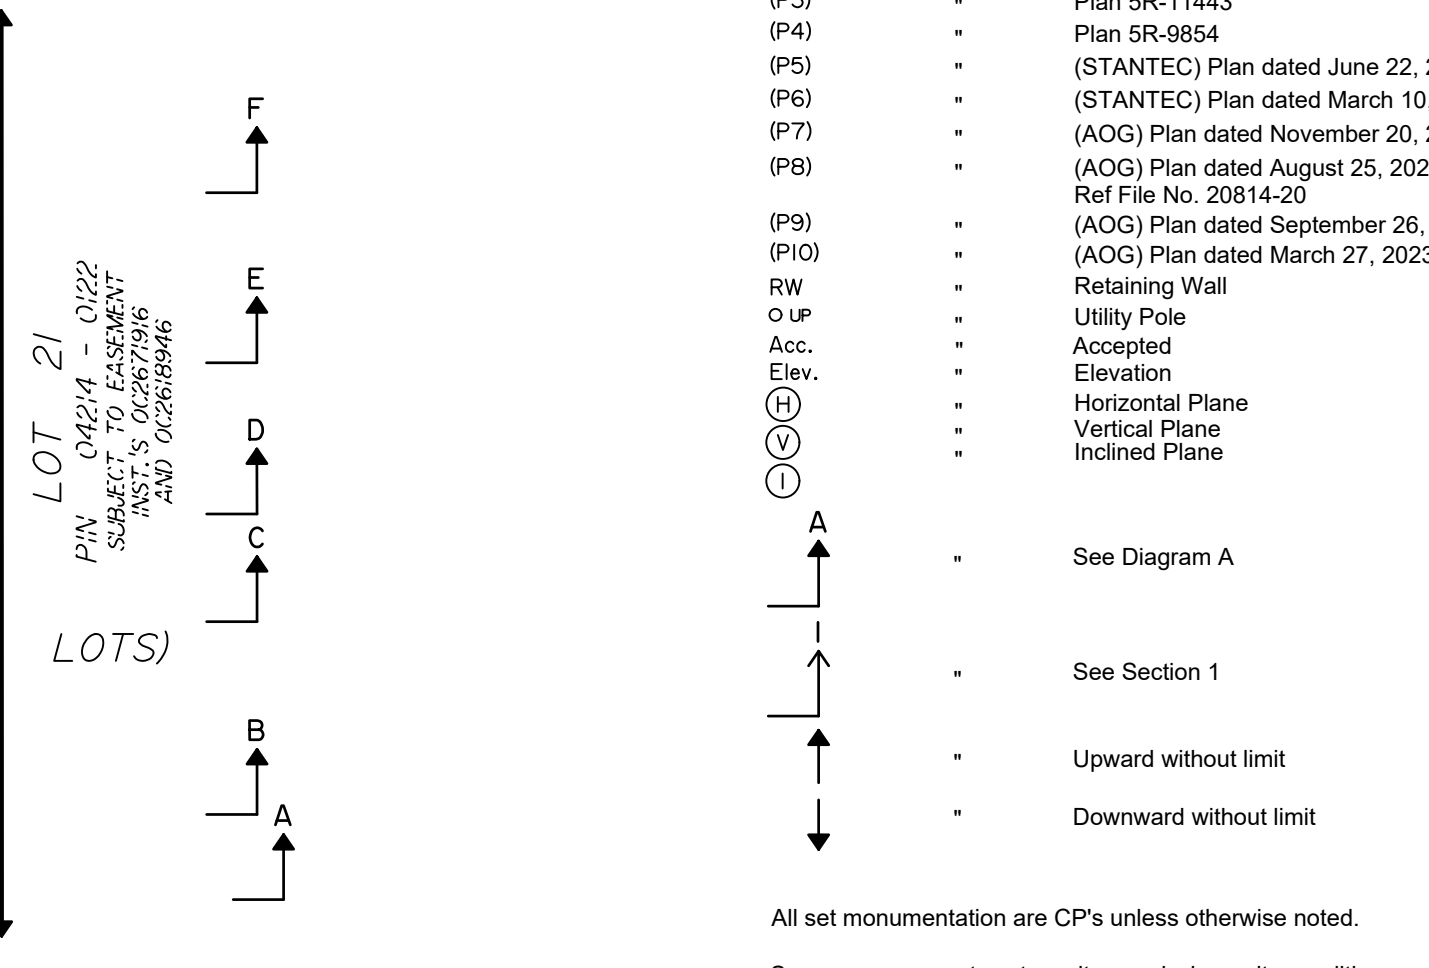 F
E
D
C
B
A
LOT 21
PIN 04214 - 0122
SUBJECT TO EASEMENT
INST.'S OC2671916
AND OC2618946
LOTS)
(P3) " Plan 5R-11443
(P4) " Plan 5R-9854
(P5) " (STANTEC) Plan dated June 22,
(P6) " (STANTEC) Plan dated March 10,
(P7) " (AOG) Plan dated November 20,
(P8) " (AOG) Plan dated August 25, 202
Ref File No. 20814-20
(P9) " (AOG) Plan dated September 26,
(P10) " (AOG) Plan dated March 27, 2023
RW " Retaining Wall
O UP " Utility Pole
Acc. " Accepted
Elev. " Elevation
H " Horizontal Plane
V " Vertical Plane
I " Inclined Plane
A
" See Diagram A
1
" See Section 1
" Upward without limit
" Downward without limit
All set monumentation are CP's unless otherwise noted.